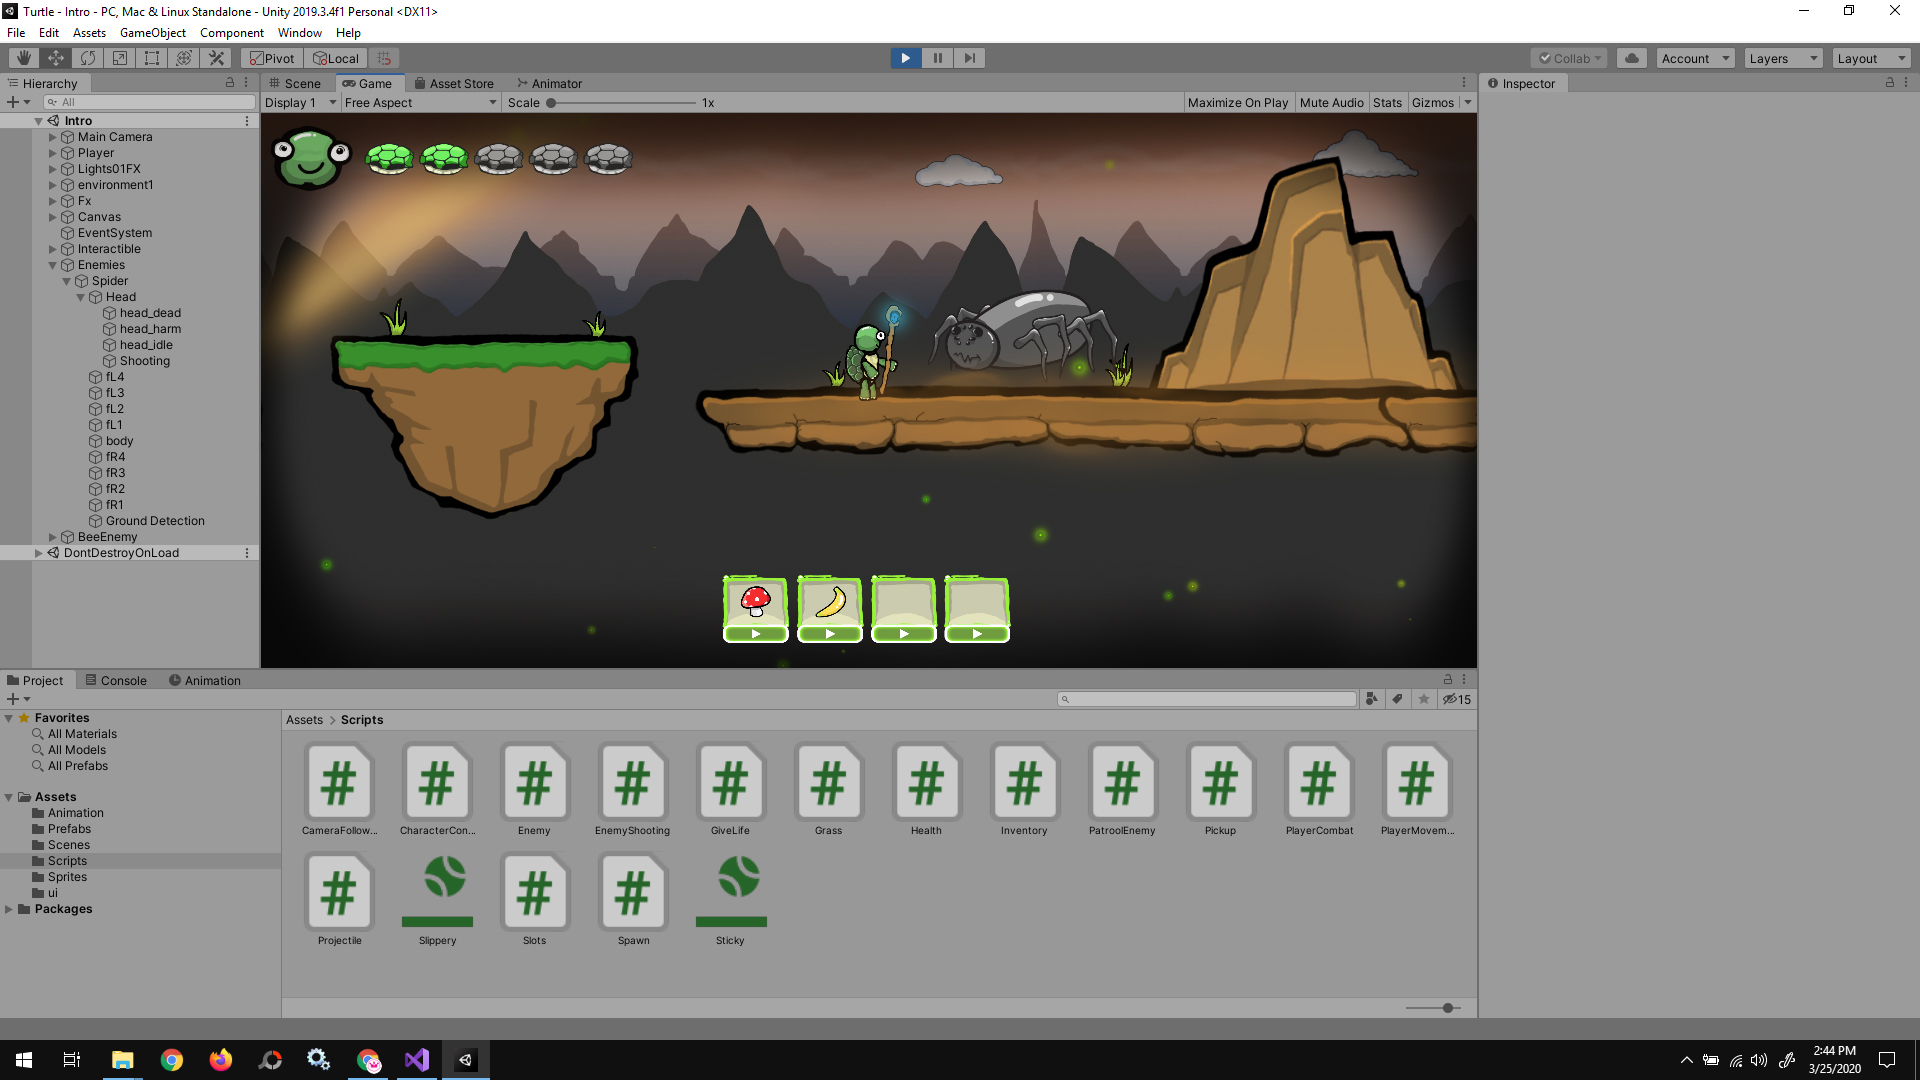 Turtle - Intro - PC, Mac & Linux Standalone - Unity 2019.3.4f1 Personal <DX11>
File Edit Assets GameObject Component Window Help
Pivot Local Collab Account Layers Layout
Hierarchy Scene Game Asset Store Animator Inspector
All Display 1 Free Aspect Scale 1x Maximize On Play Mute Audio Stats Gizmos
Intro
Main Camera
Player
Lights01FX
environment1
Fx
Canvas
EventSystem
Interactible
Enemies
Spider
Head
head_dead
head_harm
head_idle
Shooting
fL4
fL3
fL2
fL1
body
fR4
fR3
fR2
fR1
Ground Detection
BeeEnemy
DontDestroyOnLoad
Project Console Animation
15
Favorites
All Materials
All Models
All Prefabs
Assets
Animation
Prefabs
Scenes
Scripts
Sprites
ui
Packages
Assets > Scripts
CameraFollow... CharacterCon... Enemy EnemyShooting GiveLife Grass Health Inventory PatroolEnemy Pickup PlayerCombat PlayerMovem...
Projectile Slippery Slots Spawn Sticky
2:44 PM
3/25/2020